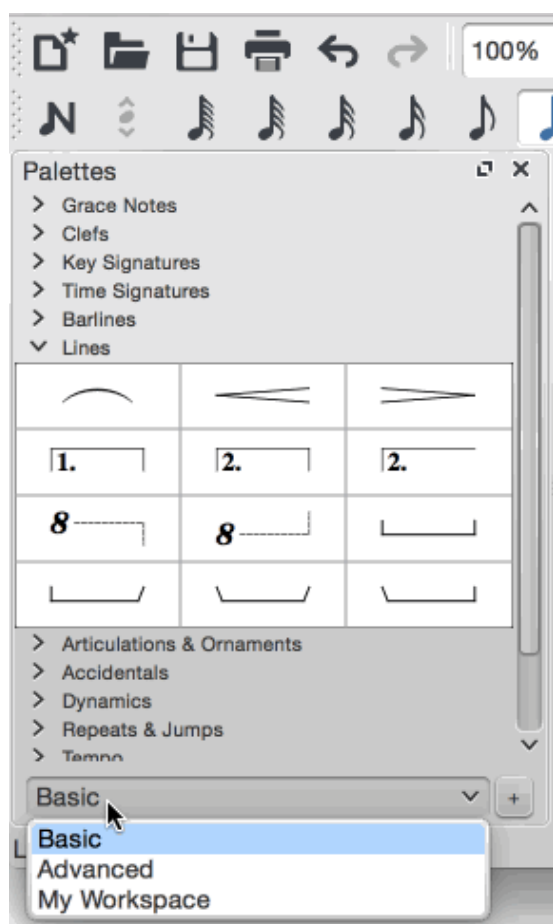 100%
Palettes
Grace Notes
Clefs
Key Signatures
Time Signatures
Barlines
Lines
1. 2. 2.
8 8
Articulations & Ornaments
Accidentals
Dynamics
Repeats & Jumps
Tempo
Basic +
L
Basic
Advanced
My Workspace